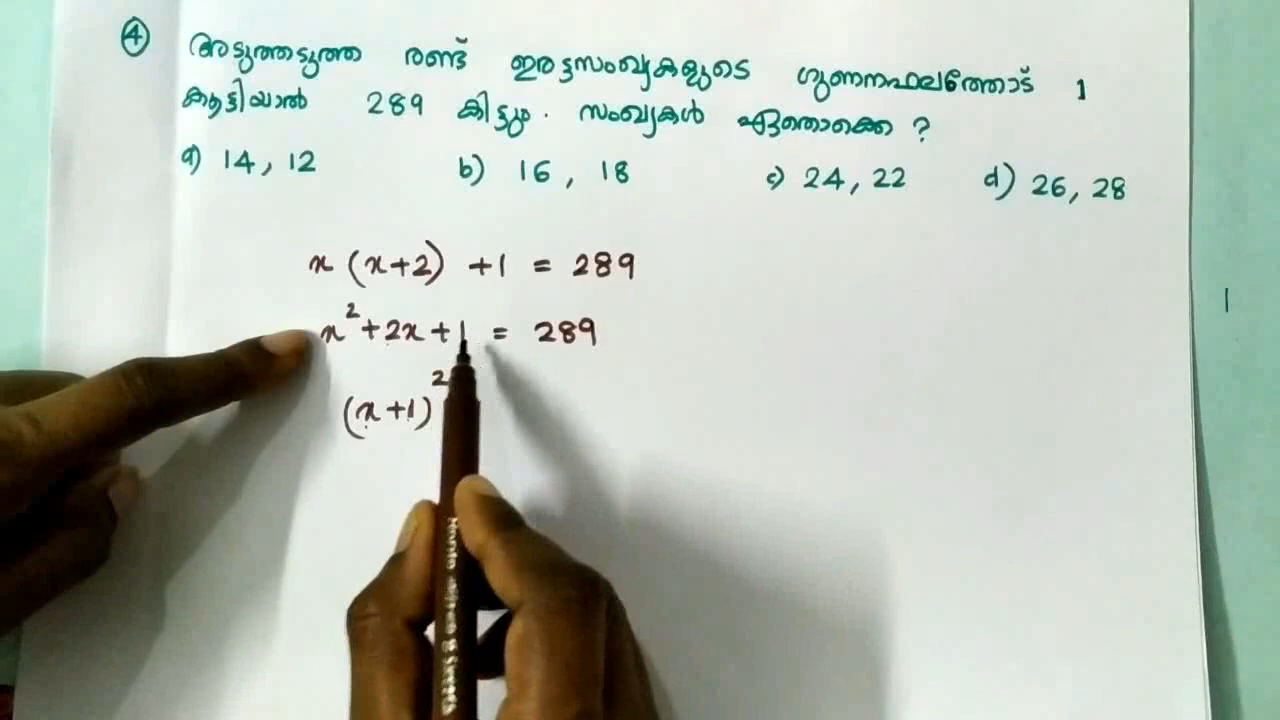 ④ അടുത്തടുത്ത രണ്ട് ഇരട്ടസംഖ്യകളുടെ ഗുണനഫലത്തോട് 1
കൂട്ടിയാൽ 289 കിട്ടും. സംഖ്യകൾ ഏതൊക്കെ ?
a) 14, 12 b) 16, 18 c) 24, 22 d) 26, 28
x (x+2) +1 = 289
x² + 2x + 1 = 289
(x+1)²